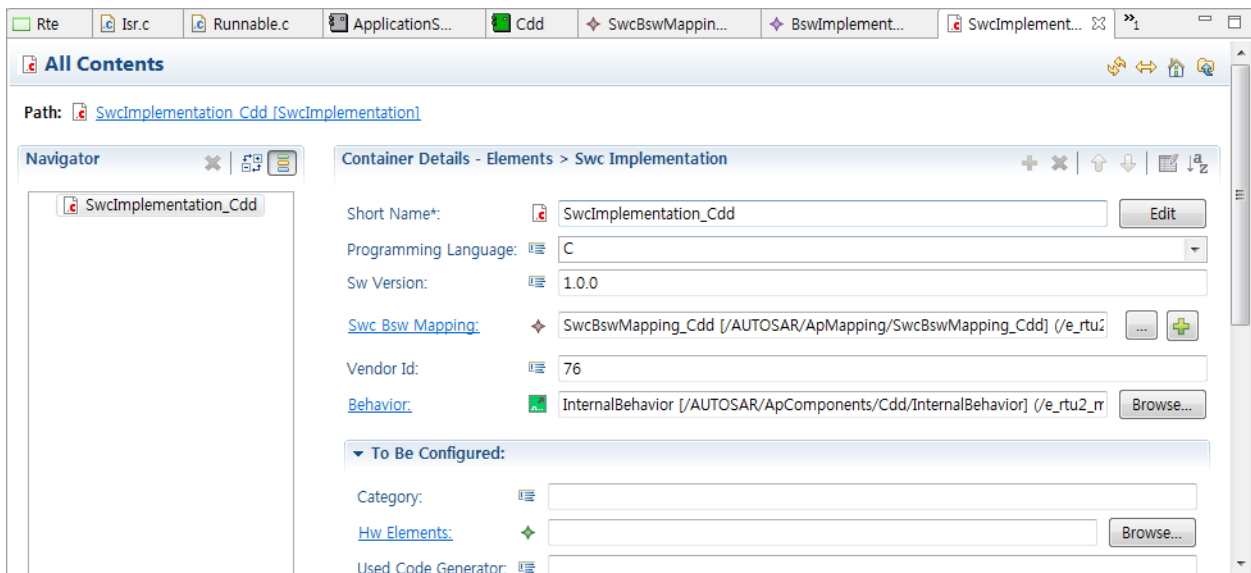 Rte Isr.c Runnable.c ApplicationS... Cdd SwcBswMappin... BswImplement... SwcImplement... »1
All Contents
Path: SwcImplementation_Cdd [SwcImplementation]
Navigator
SwcImplementation_Cdd
Container Details - Elements > Swc Implementation
Short Name*: SwcImplementation_Cdd Edit
Programming Language: C
Sw Version: 1.0.0
Swc Bsw Mapping: SwcBswMapping_Cdd [/AUTOSAR/ApMapping/SwcBswMapping_Cdd] (/e_rtu2 ...
Vendor Id: 76
Behavior: InternalBehavior [/AUTOSAR/ApComponents/Cdd/InternalBehavior] (/e_rtu2_m Browse...
To Be Configured:
Category:
Hw Elements: Browse...
Used Code Generator: